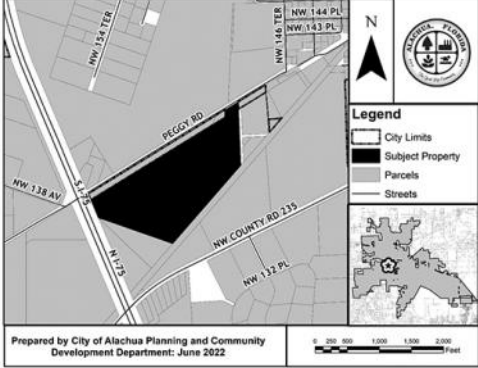 NW 144 PL
NW 143 PL
NW 146 TER
NW 154 TER
PEGGY RD
NW 138 AV
S I-75
N I-75
NW COUNTY RD 235
NW 132 PL
N
ALACHUA, FLORIDA
Legend
City Limits
Subject Property
Parcels
Streets
Prepared by City of Alachua Planning and Community
Development Department: June 2022
0 250 500 1,000 1,500 2,000
Feet